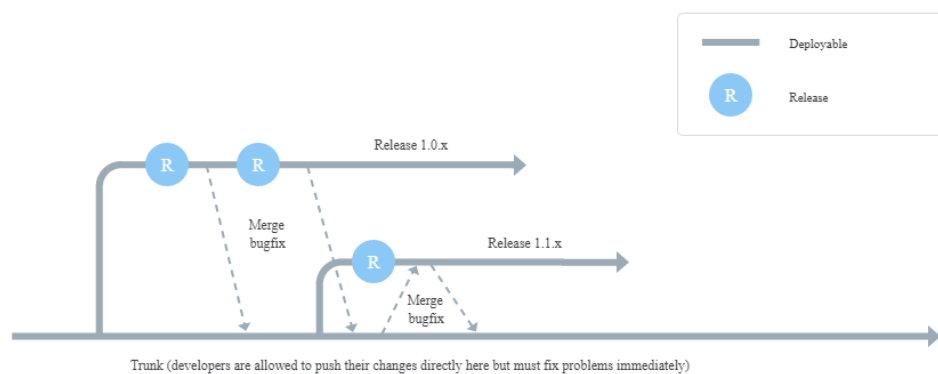 Deployable
R
Release
R
R
Release 1.0.x
Merge
bugfix
R
Release 1.1.x
Merge
bugfix
Trunk (developers are allowed to push their changes directly here but must fix problems immediately)